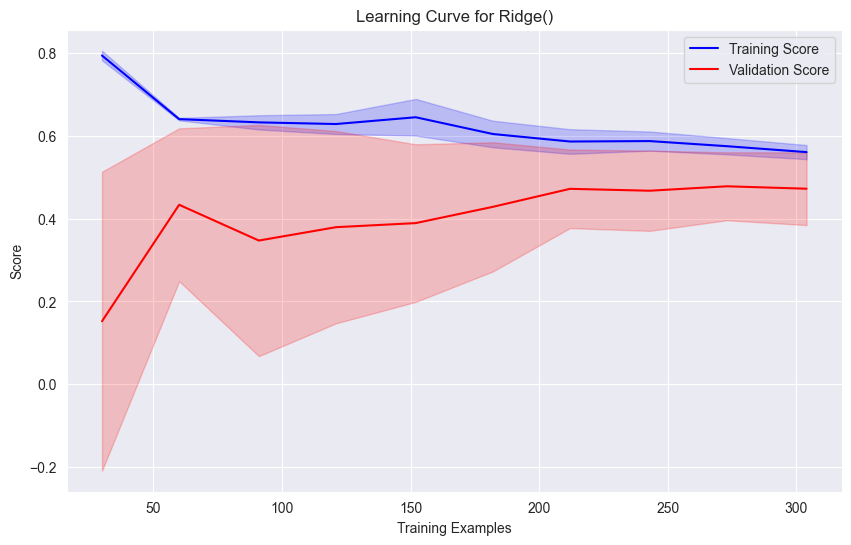 Learning Curve for Ridge()
Training Score
Validation Score
0.8
0.6
0.4
0.2
0.0
−0.2
Score
50
100
150
200
250
300
Training Examples